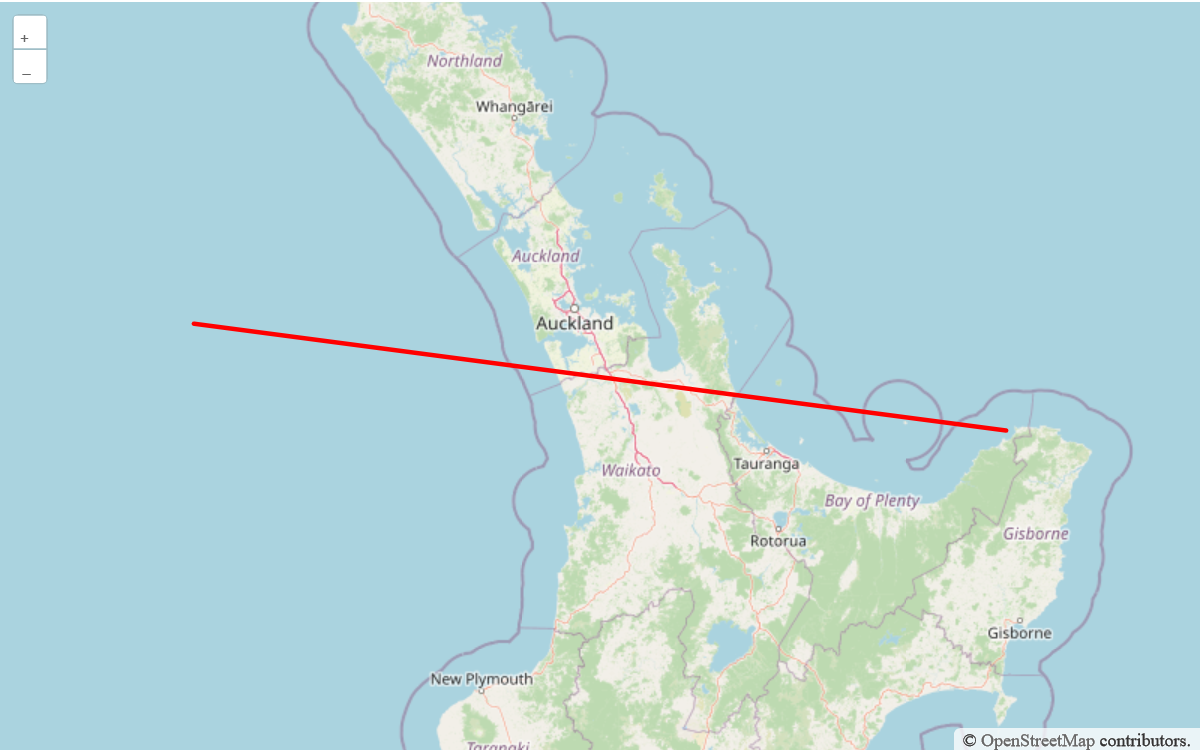 +
–
Northland
Whangārei
Auckland
Auckland
Waikato
Tauranga
Bay of Plenty
Rotorua
Gisborne
Gisborne
New Plymouth
Taranaki
© OpenStreetMap contributors.